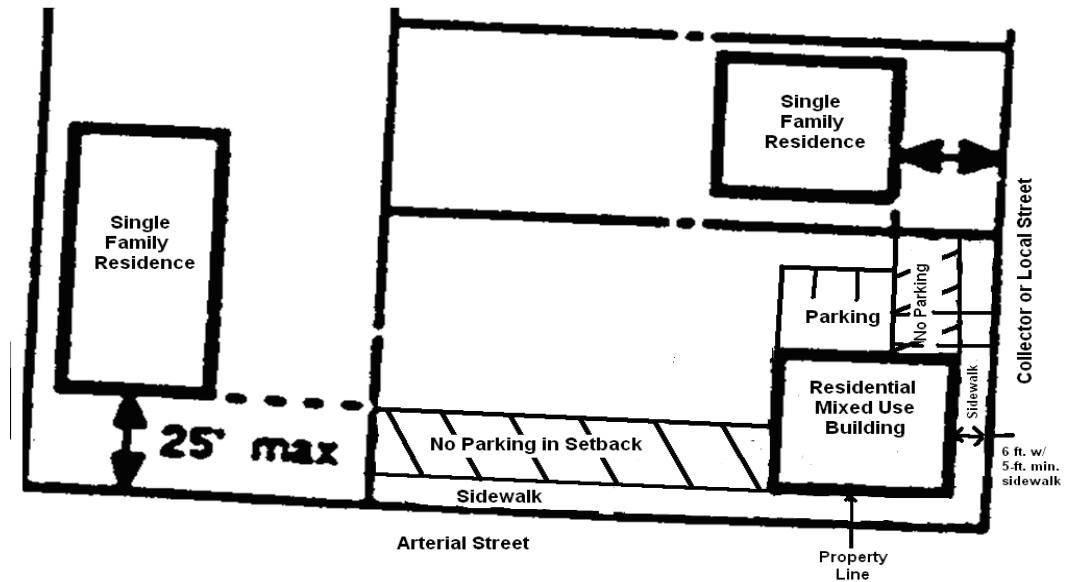 Single
Family
Residence
Single
Family
Residence
Collector or Local Street
No Parking
Parking
Residential
Mixed Use
Building
Sidewalk
25' max
No Parking in Setback
6 ft. w/
5-ft. min.
sidewalk
Sidewalk
Arterial Street
Property
Line